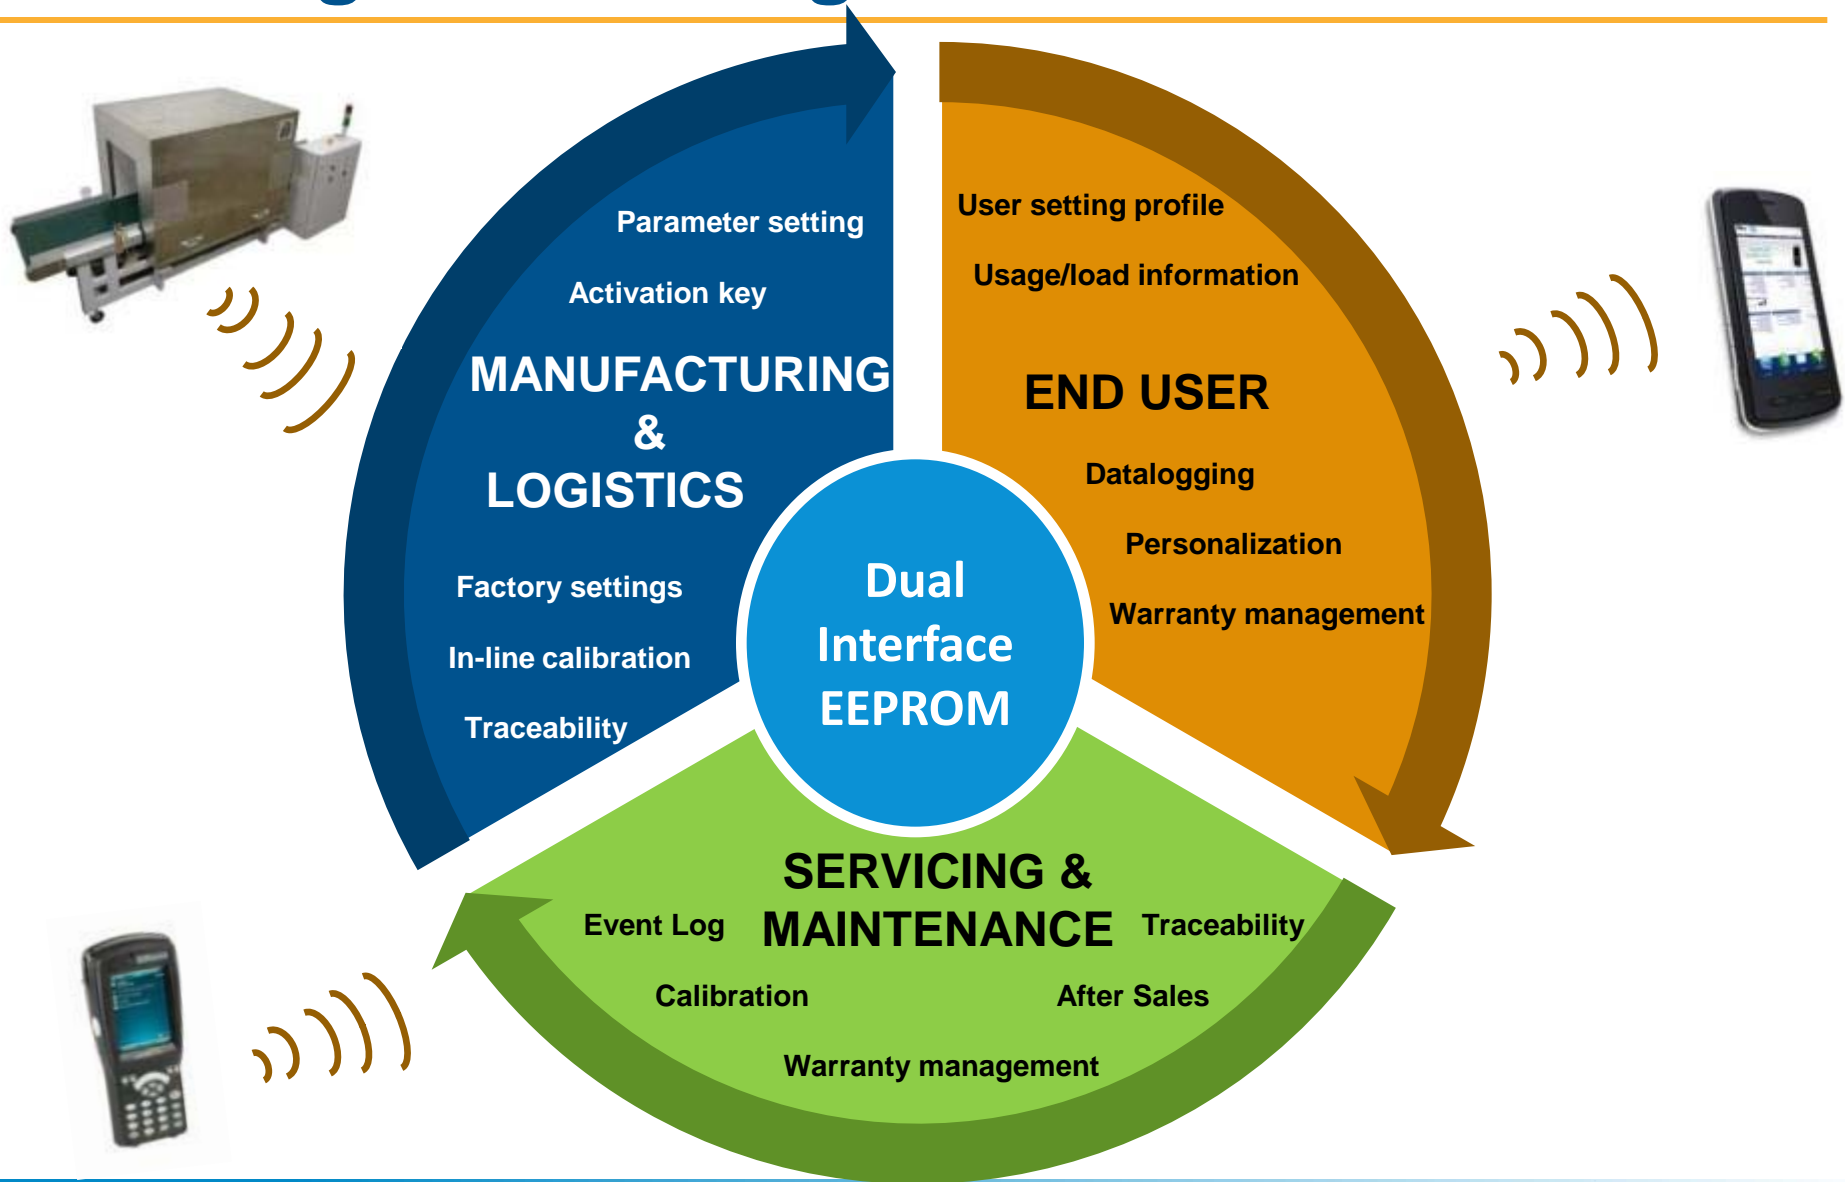 Parameter setting
Activation key
MANUFACTURING
&
LOGISTICS
Factory settings
In-line calibration
Traceability
User setting profile
Usage/load information
END USER
Datalogging
Personalization
Warranty management
Dual
Interface
EEPROM
SERVICING &
MAINTENANCE
Event Log
Traceability
Calibration
After Sales
Warranty management